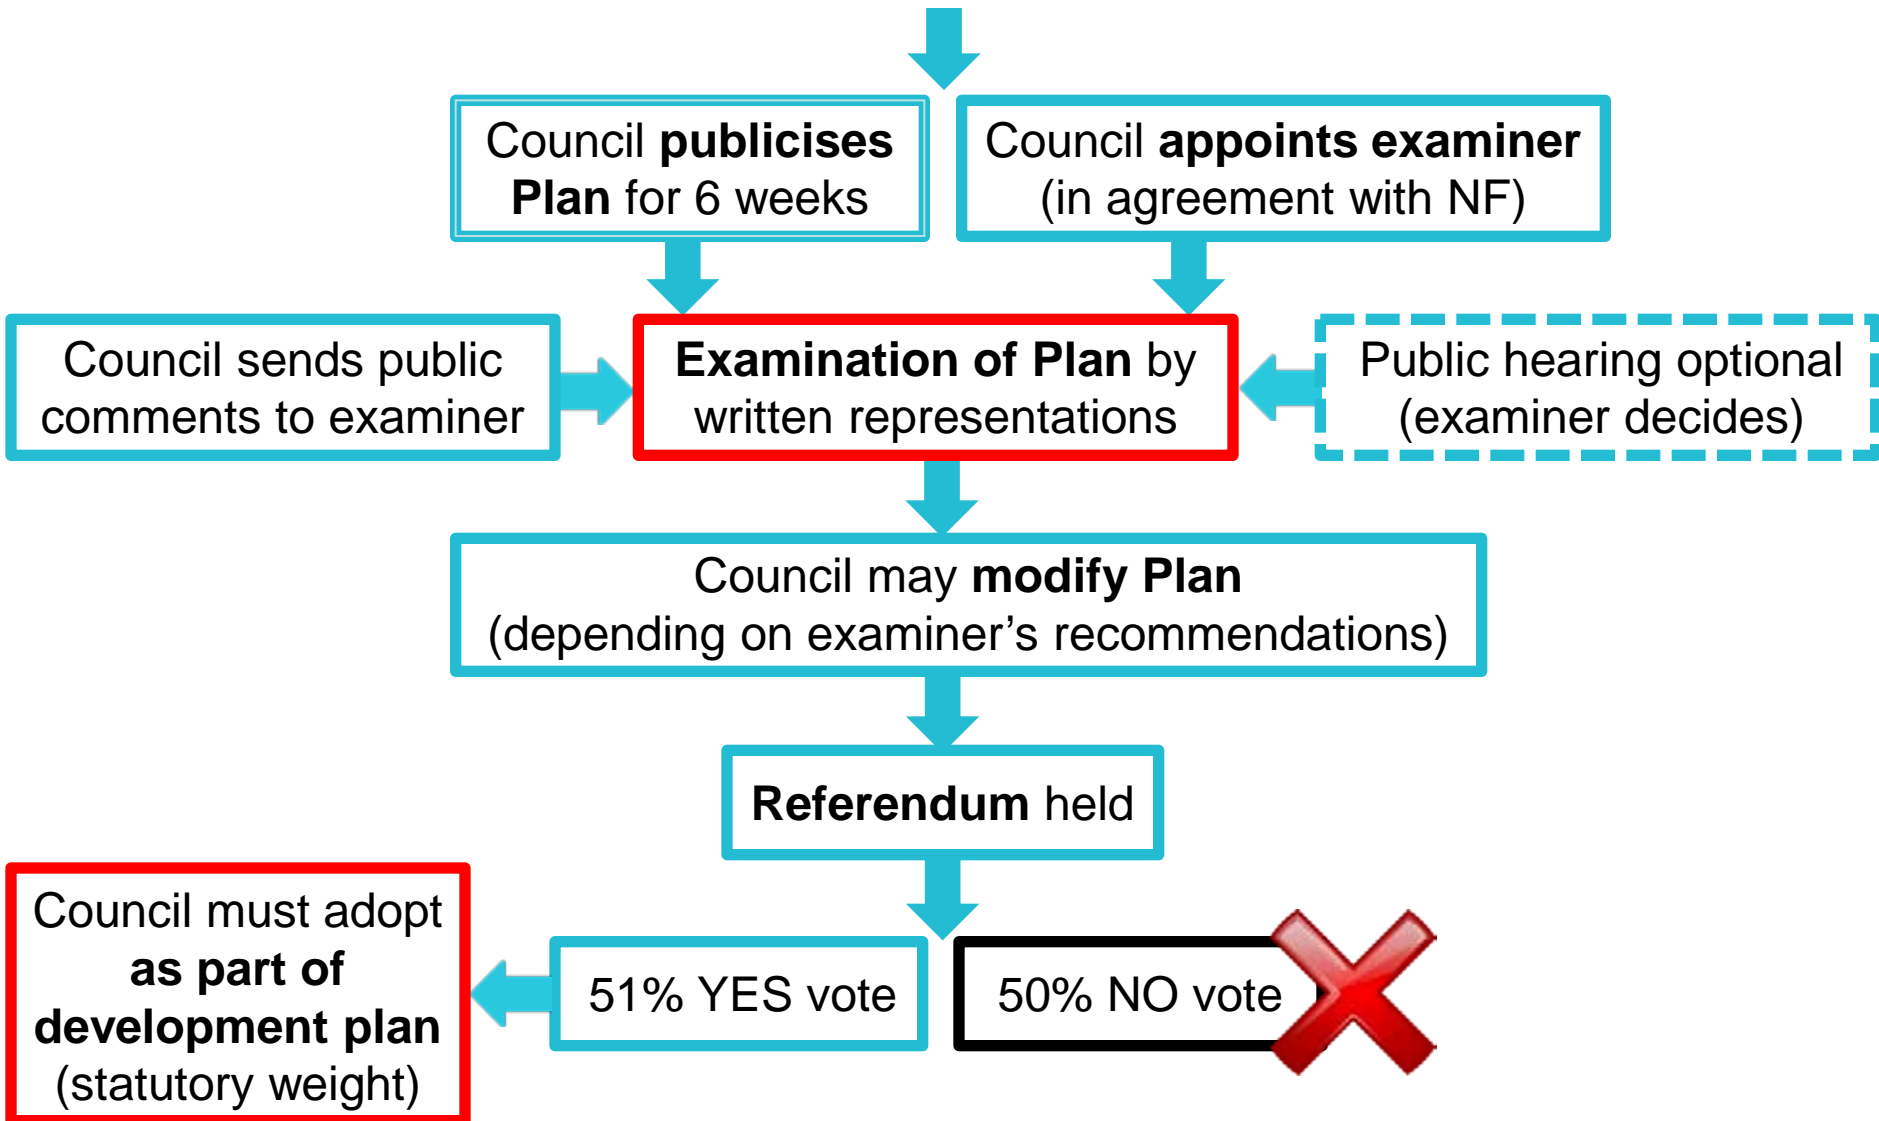 Council publicises
Plan for 6 weeks
Council appoints examiner
(in agreement with NF)
Council sends public
comments to examiner
Examination of Plan by
written representations
Public hearing optional
(examiner decides)
Council may modify Plan
(depending on examiner’s recommendations)
Referendum held
Council must adopt
as part of
development plan
(statutory weight)
51% YES vote
50% NO vote